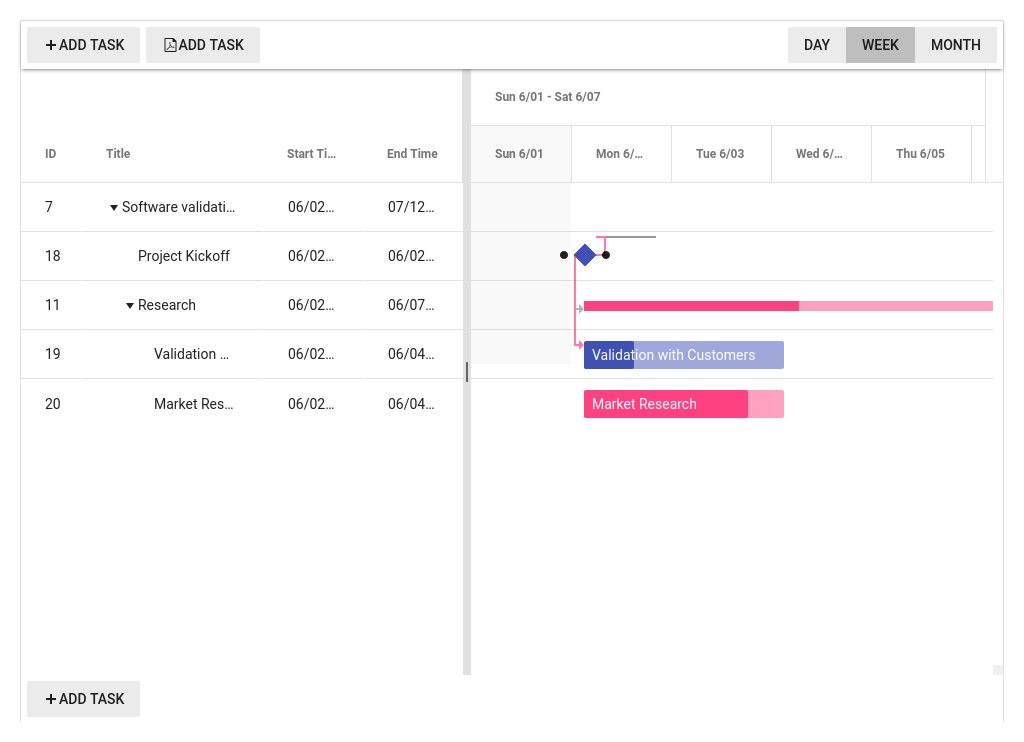 ADD TASK ADD TASK DAY WEEK MONTH
Sun 6/01 - Sat 6/07
ID Title Start Ti... End Time Sun 6/01 Mon 6/... Tue 6/03 Wed 6/... Thu 6/05
7 Software validati... 06/02... 07/12...
18 Project Kickoff 06/02... 06/02...
11 Research 06/02... 06/07...
19 Validation ... 06/02... 06/04... Validation with Customers
20 Market Res... 06/02... 06/04... Market Research
ADD TASK